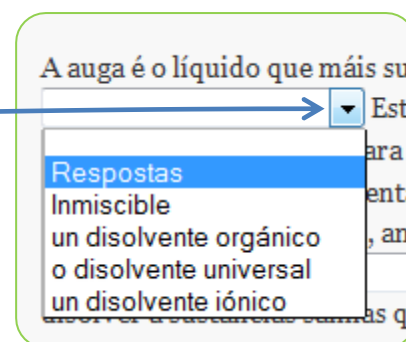 A auga é o líquido que máis su
Est
Respostas
ara
Inmiscible
ent
un disolvente orgánico
, an
o disolvente universal
un disolvente iónico